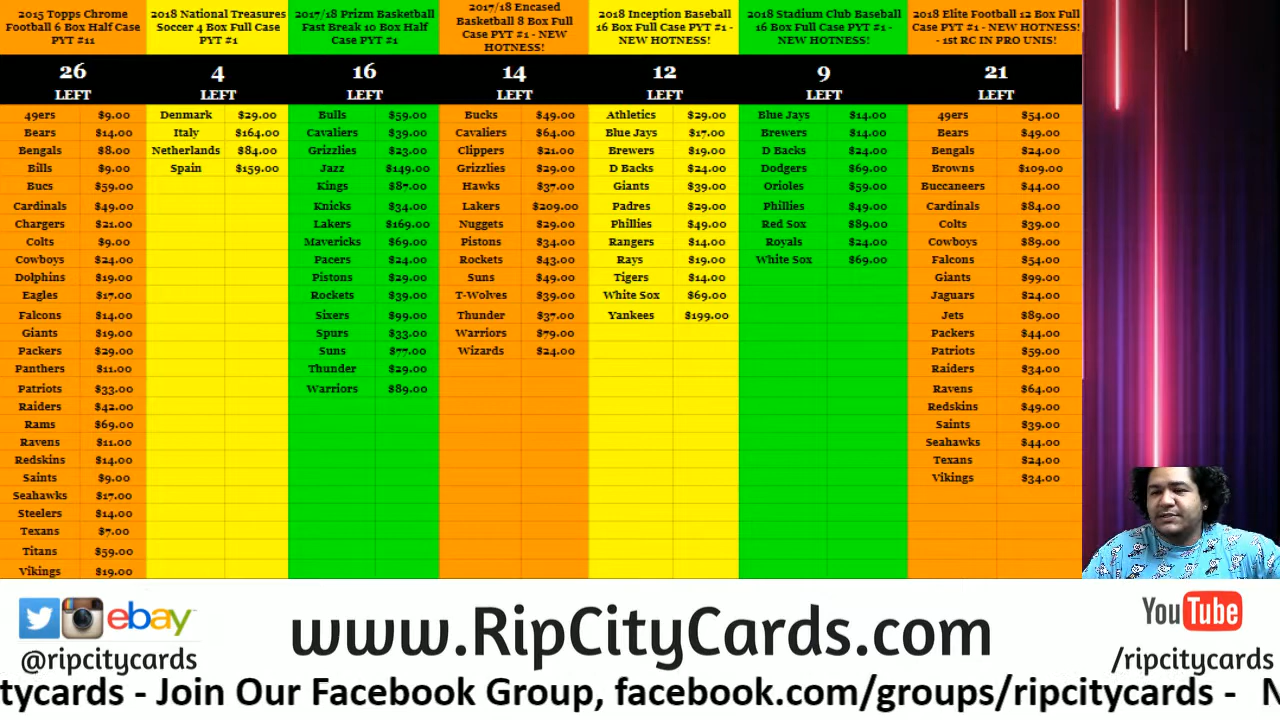 2015 Topps Chrome
Football 6 Box Half Case
PYT #11
26
LEFT
49ers $9.00
Bears $14.00
Bengals $8.00
Bills $9.00
Bucs $59.00
Cardinals $49.00
Chargers $21.00
Colts $9.00
Cowboys $24.00
Dolphins $19.00
Eagles $17.00
Falcons $14.00
Giants $19.00
Packers $29.00
Panthers $11.00
Patriots $33.00
Raiders $42.00
Rams $69.00
Ravens $11.00
Redskins $14.00
Saints $9.00
Seahawks $17.00
Steelers $14.00
Texans $7.00
Titans $59.00
Vikings $19.00
2018 National Treasures
Soccer 4 Box Full Case
PYT #1
4
LEFT
Denmark $29.00
Italy $164.00
Netherlands $84.00
Spain $159.00
2017/18 Prizm Basketball
Fast Break 10 Box Half
Case PYT #1
16
LEFT
Bulls $59.00
Cavaliers $39.00
Grizzlies $23.00
Jazz $149.00
Kings $87.00
Knicks $34.00
Lakers $169.00
Mavericks $69.00
Pacers $24.00
Pistons $29.00
Rockets $39.00
Sixers $99.00
Spurs $33.00
Suns $77.00
Thunder $29.00
Warriors $89.00
2017/18 Encased
Basketball 8 Box Full
Case PYT #1 - NEW
HOTNESS!
14
LEFT
Bucks $49.00
Cavaliers $64.00
Clippers $21.00
Grizzlies $29.00
Hawks $37.00
Lakers $209.00
Nuggets $29.00
Pistons $34.00
Rockets $43.00
Suns $49.00
T-Wolves $39.00
Thunder $37.00
Warriors $79.00
Wizards $24.00
2018 Inception Baseball
16 Box Full Case PYT #1 -
NEW HOTNESS!
12
LEFT
Athletics $29.00
Blue Jays $17.00
Brewers $19.00
D Backs $24.00
Giants $39.00
Padres $29.00
Phillies $49.00
Rangers $14.00
Rays $19.00
Tigers $14.00
White Sox $69.00
Yankees $199.00
2018 Stadium Club Baseball
16 Box Full Case PYT #1 -
NEW HOTNESS!
9
LEFT
Blue Jays $14.00
Brewers $14.00
D Backs $24.00
Dodgers $69.00
Orioles $59.00
Phillies $49.00
Red Sox $89.00
Royals $24.00
White Sox $69.00
2018 Elite Football 12 Box Full
Case PYT #1 - NEW HOTNESS!
- 1st RC IN PRO UNIS!
21
LEFT
49ers $54.00
Bears $49.00
Bengals $24.00
Browns $109.00
Buccaneers $44.00
Cardinals $84.00
Colts $39.00
Cowboys $89.00
Falcons $54.00
Giants $99.00
Jaguars $24.00
Jets $89.00
Packers $44.00
Patriots $59.00
Raiders $34.00
Ravens $64.00
Redskins $49.00
Saints $39.00
Seahawks $44.00
Texans $24.00
Vikings $34.00
ebay
@ripcitycards
www.RipCityCards.com
YouTube
/ripcitycards
tycards - Join Our Facebook Group, facebook.com/groups/ripcitycards - N